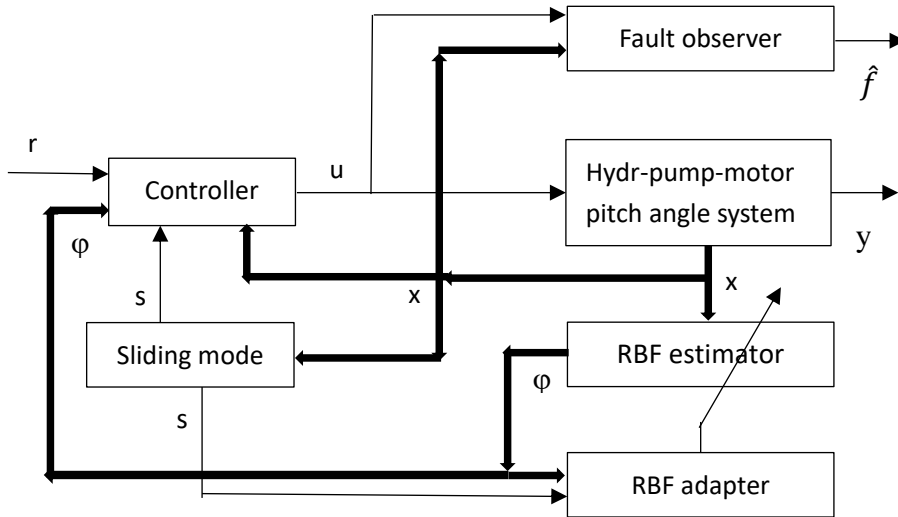 Fault observer
f̂
r
Controller
u
Hydr-pump-motor
pitch angle system
y
φ
s
x
x
Sliding mode
RBF estimator
φ
s
RBF adapter